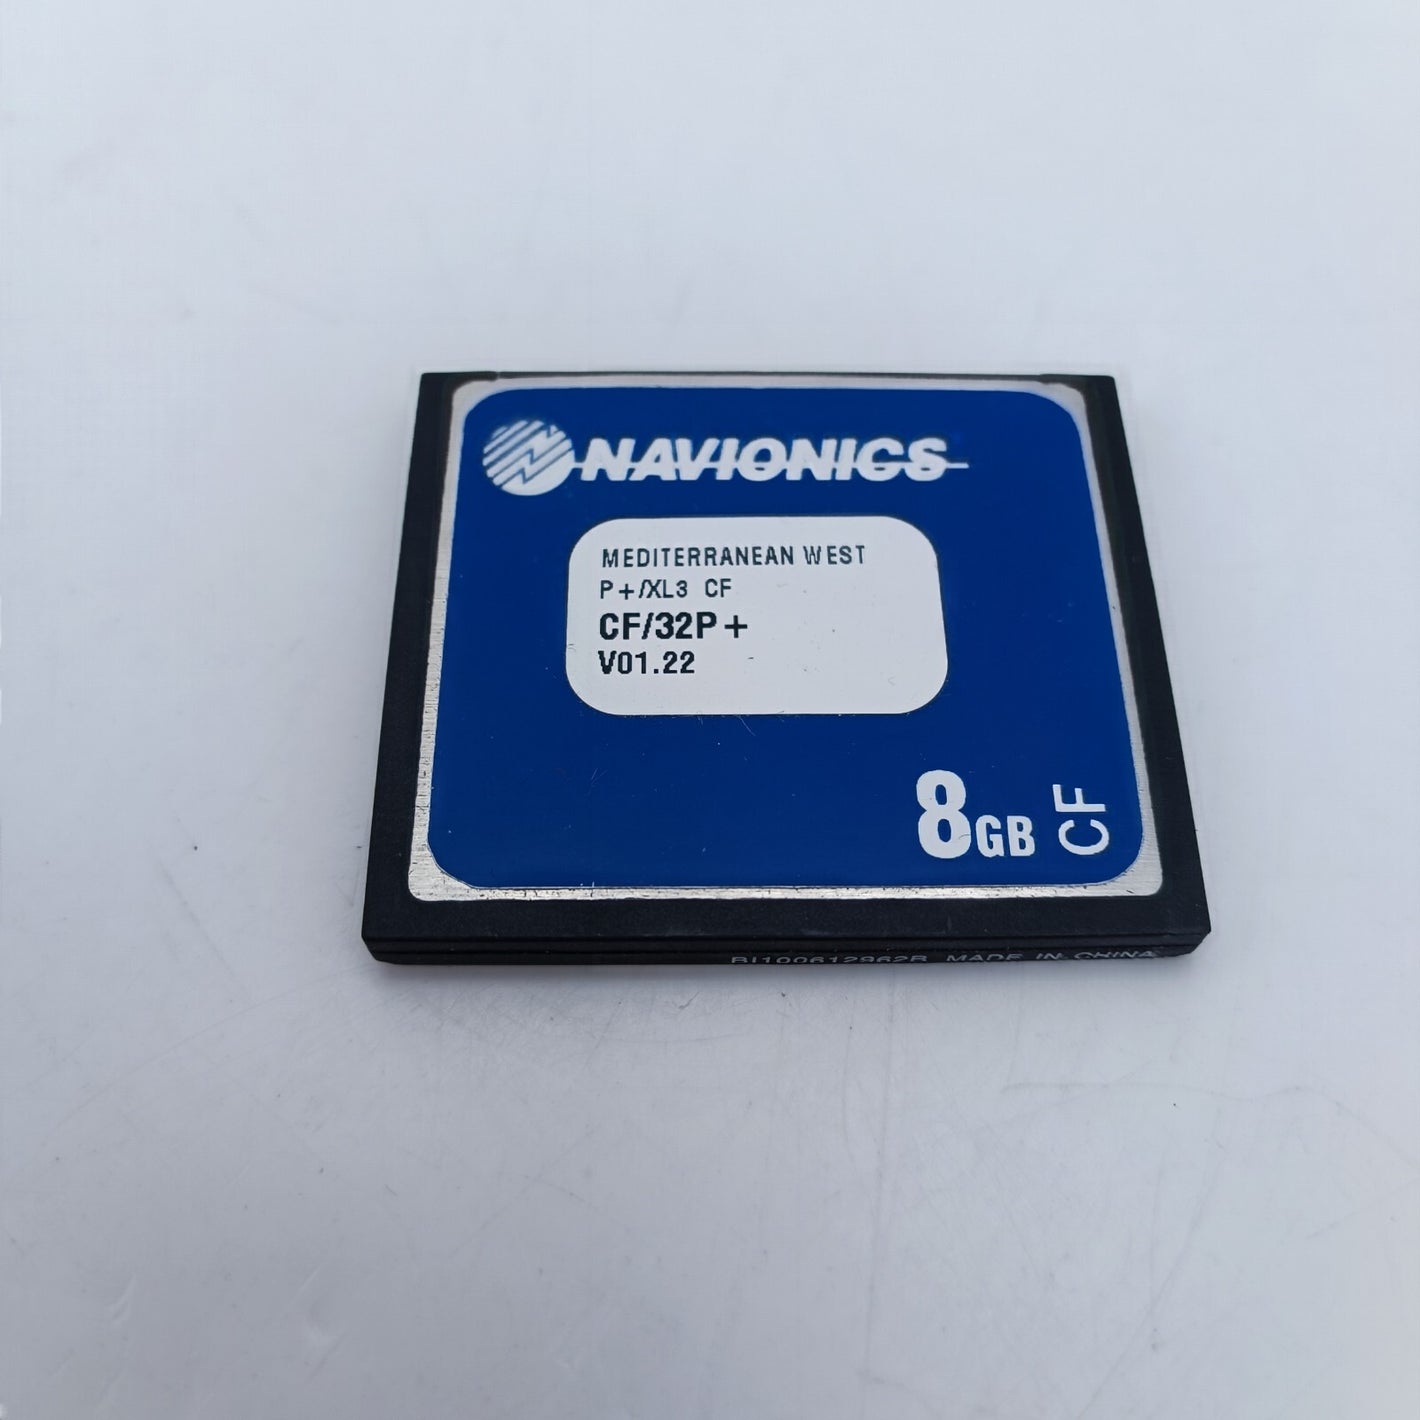 NAVIONICS
MEDITERRANEAN WEST
P+/XL3 CF
CF/32P+
V01.22
8GB CF
MADE IN CHINA